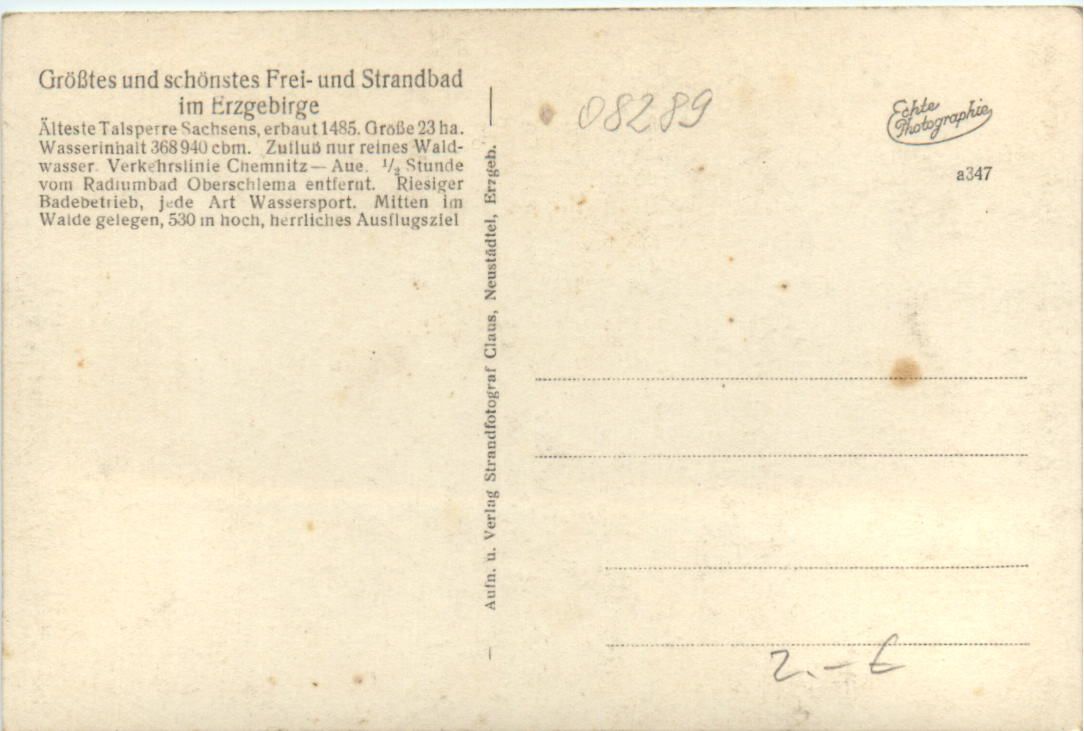 Größtes und schönstes Frei- und Strandbad
im Erzgebirge
Älteste Talsperre Sachsens, erbaut 1485. Größe 23 ha.
Wasserinhalt 368 940 cbm. Zufluß nur reines Wald-
wasser. Verkehrslinie Chemnitz — Aue. ½ Stunde
vom Radiumbad Oberschlema entfernt. Riesiger
Badebetrieb, jede Art Wassersport. Mitten im
Walde gelegen, 530 m hoch, herrliches Ausflugsziel
Aufn. u. Verlag Strandfotograf Claus, Neustädtel, Erzgeb.
08289
Echte
Photographie
a347
2.- €